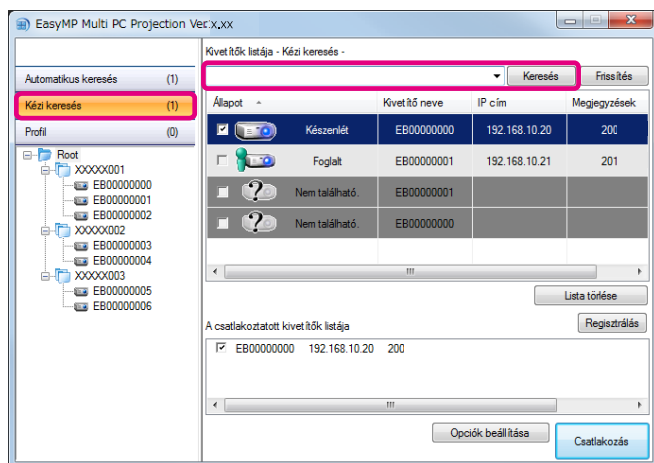 EasyMP Multi PC Projection Ver.x.xx
Kivetítők listája - Kézi keresés -
Automatikus keresés (1)
Keresés Frissítés
Kézi keresés (1)
Profil (0)
Állapot Kivetítő neve IP cím Megjegyzések
Készenlét EB00000000 192.168.10.20 200
Foglalt EB00000001 192.168.10.21 201
Nem található. EB00000001
Nem található. EB00000000
Root
XXXXX001
EB00000000
EB00000001
EB00000002
XXXXX002
EB00000003
EB00000004
XXXXX003
EB00000005
EB00000006
Lista törlése
A csatlakoztatott kivetítők listája
Regisztrálás
EB00000000 192.168.10.20 200
Opciók beállítása
Csatlakozás